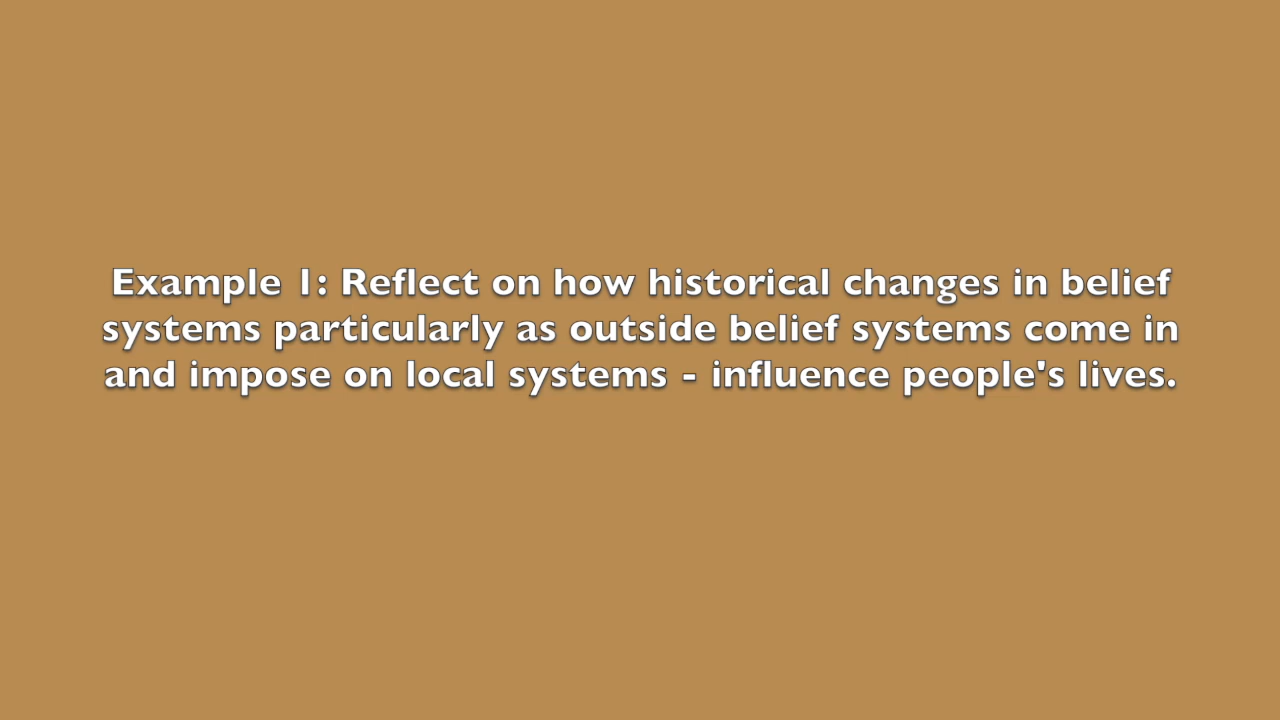 Example 1: Reflect on how historical changes in belief
systems particularly as outside belief systems come in
and impose on local systems - influence people's lives.